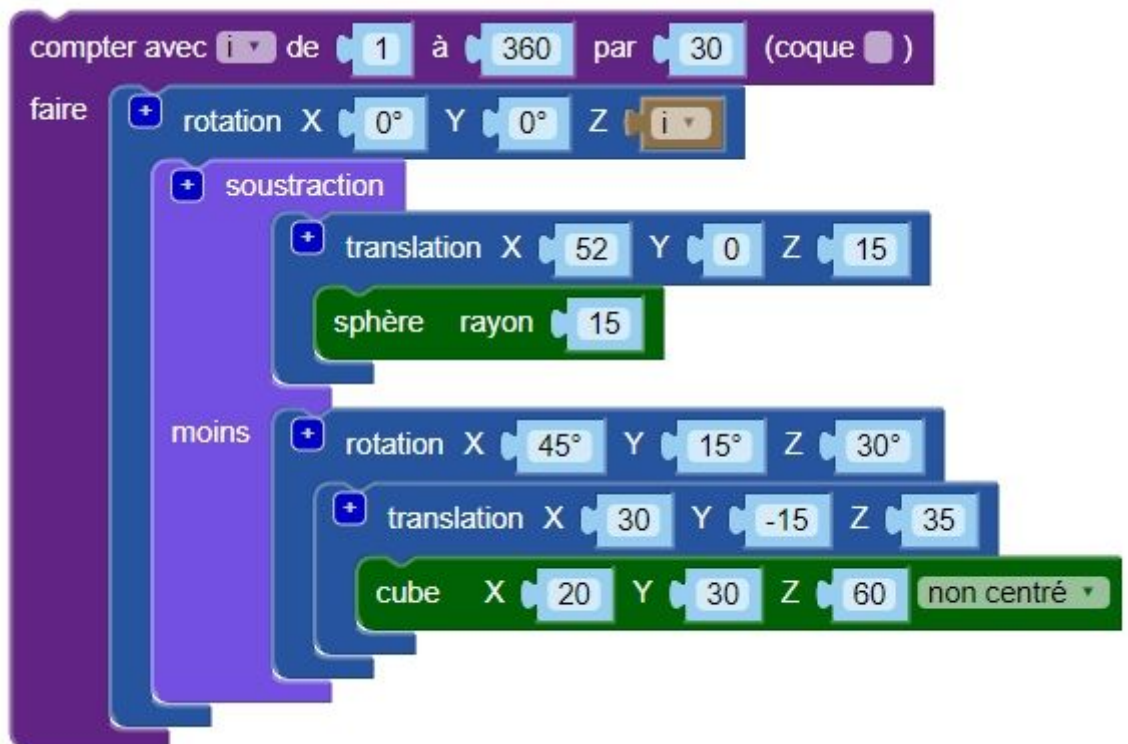 compter avec i de 1 à 360 par 30 (coque )
faire + rotation X 0° Y 0° Z i
+ soustraction
+ translation X 52 Y 0 Z 15
sphère rayon 15
moins + rotation X 45° Y 15° Z 30°
+ translation X 30 Y -15 Z 35
cube X 20 Y 30 Z 60 non centré